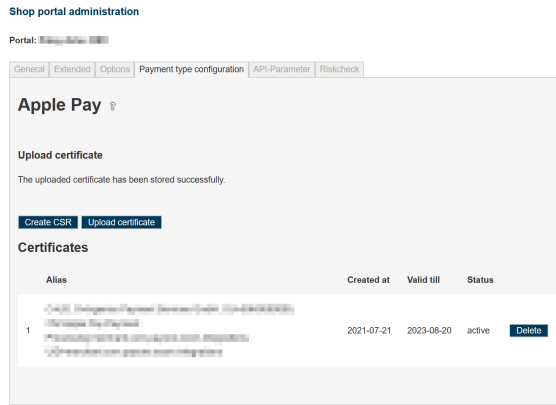 Shop portal administration
Portal:
General Extended Options Payment type configuration API-Parameter Riskcheck
Apple Pay ?
Upload certificate
The uploaded certificate has been stored successfully.
Create CSR Upload certificate
Certificates
Alias Created at Valid till Status
1 2021-07-21 2023-08-20 active Delete